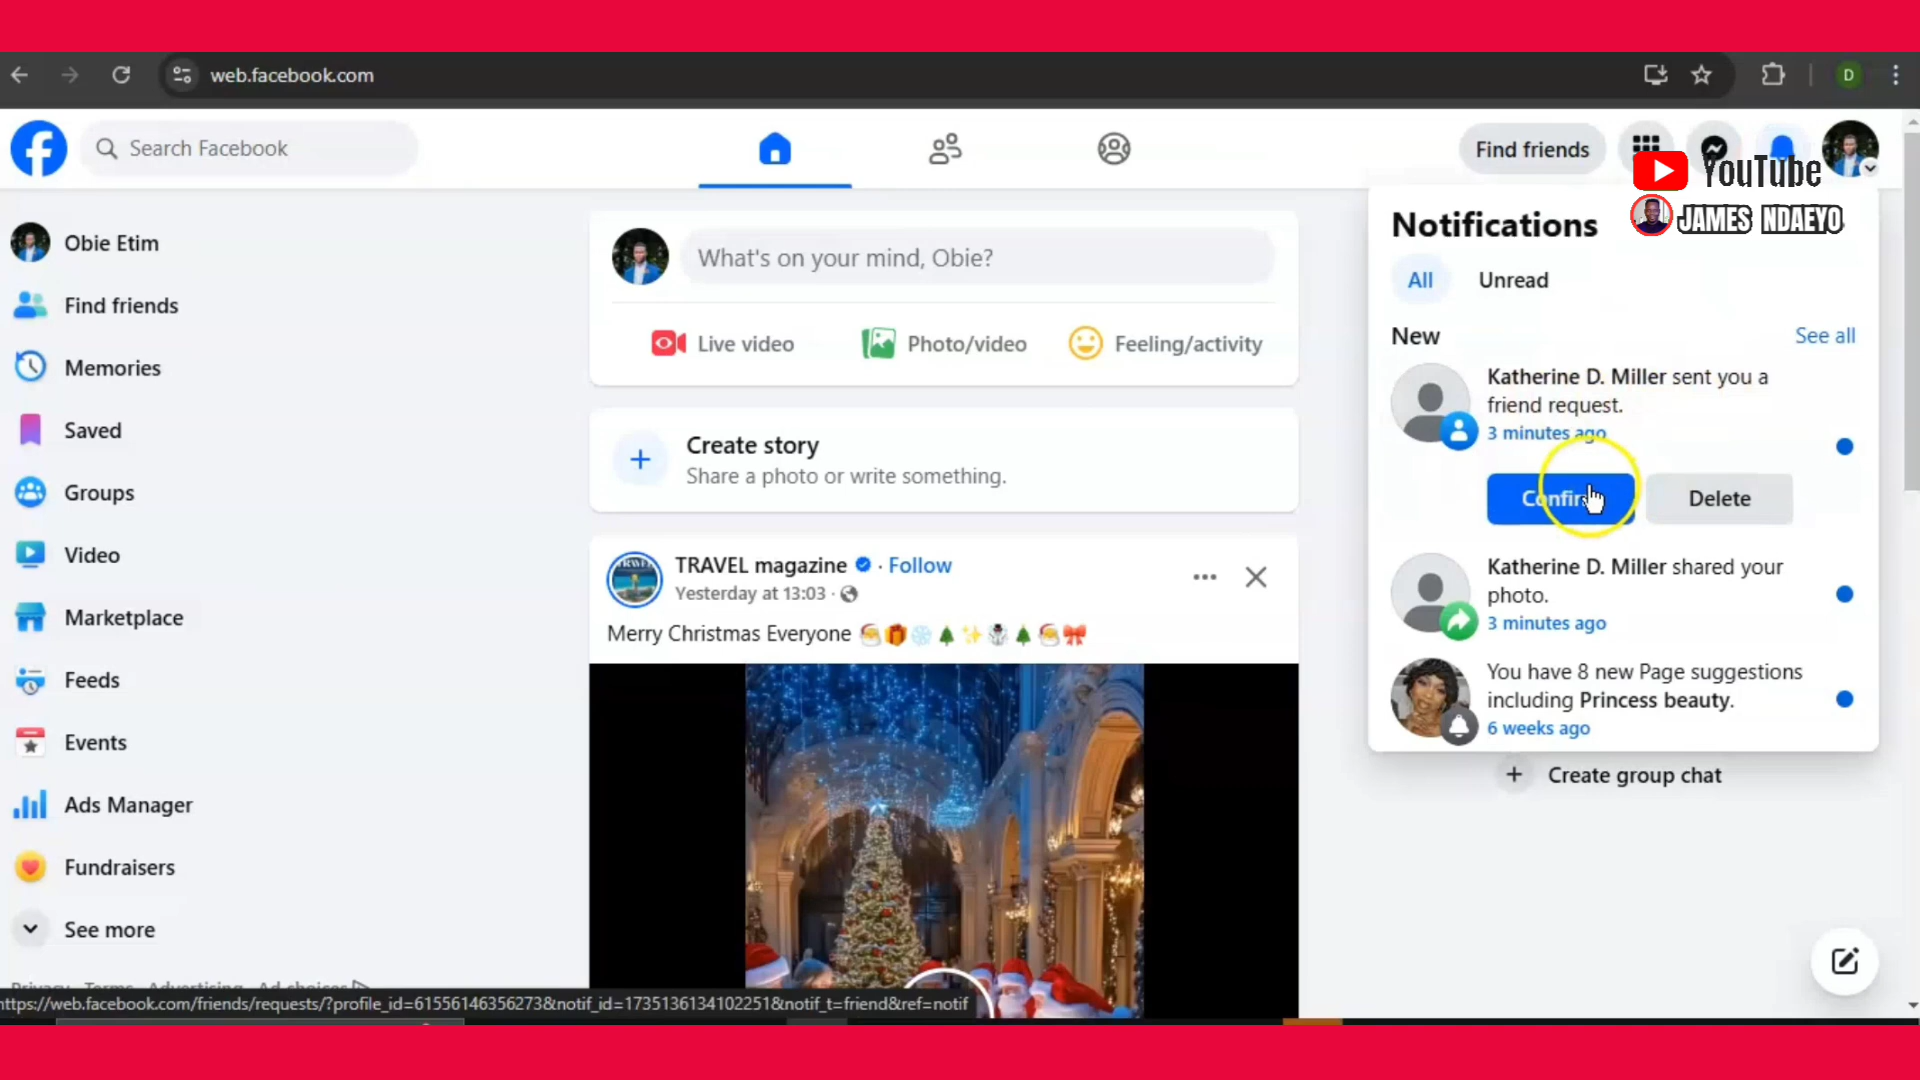 web.facebook.com
D
Search Facebook
Find friends
YouTube
JAMES NDAEYO
Obie Etim
Find friends
Memories
Saved
Groups
Video
Marketplace
Feeds
Events
Ads Manager
Fundraisers
See more
What's on your mind, Obie?
Live video
Photo/video
Feeling/activity
Create story
Share a photo or write something.
TRAVEL magazine · Follow
Yesterday at 13:03 ·
Merry Christmas Everyone 🎅🎁❄️🎄✨☃️🎄🎅🎀
Notifications
All
Unread
New
See all
Katherine D. Miller sent you a
friend request.
3 minutes ago
Delete
Katherine D. Miller shared your
photo.
3 minutes ago
You have 8 new Page suggestions
including Princess beauty.
6 weeks ago
Create group chat
https://web.facebook.com/friends/requests/?profile_id=61556146356273&notif_id=1735136134102251&notif_t=friend&ref=notif